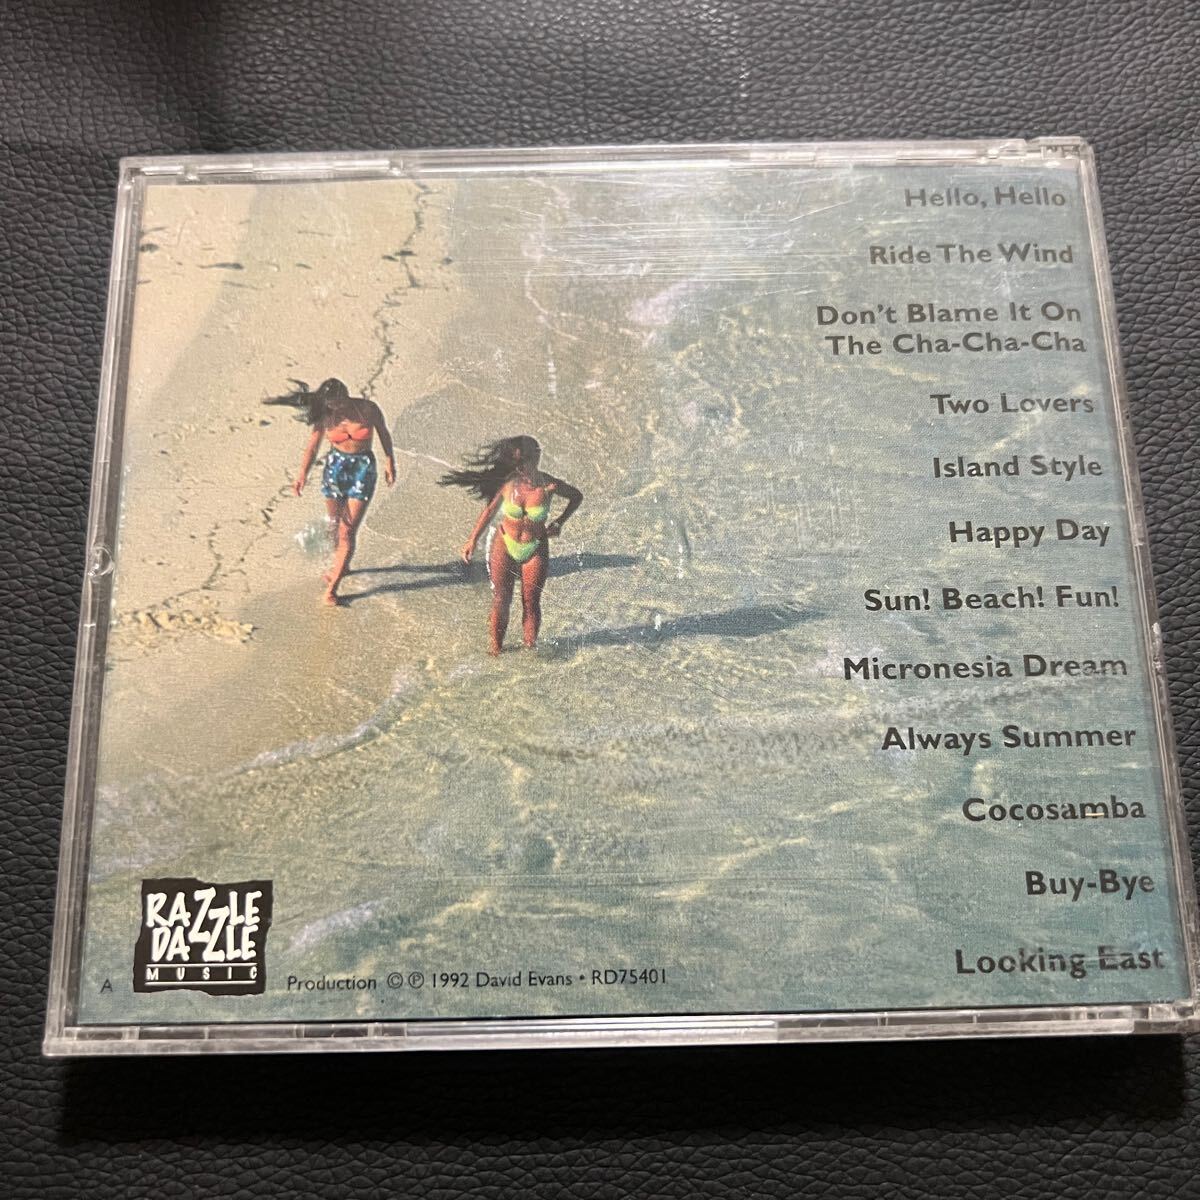 Hello, Hello
Ride The Wind
Don't Blame It On
The Cha-Cha-Cha
Two Lovers
Island Style
Happy Day
Sun! Beach! Fun!
Micronesia Dream
Always Summer
Cocosamba
Buy-Bye
Looking East
RAZZLE
DAZZLE
MUSIC
A
Production ©℗ 1992 David Evans • RD75401